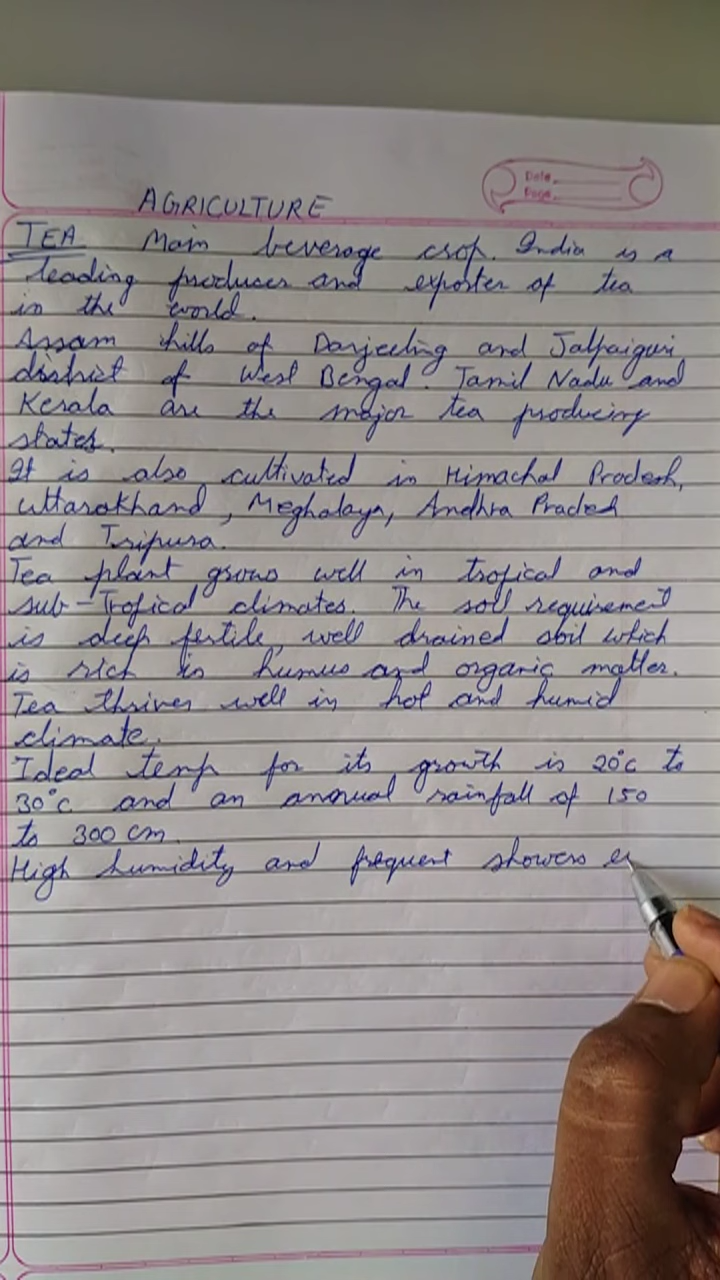 Date
Page
AGRICULTURE
TEA Main beverage crop. India is a
leading producer and exporter of tea
in the world.
Assam hills of Darjeeling and Jalpaiguri
district of West Bengal. Tamil Nadu and
Kerala are the major tea producing
states.
It is also cultivated in Himachal Pradesh,
Uttarakhand, Meghalaya, Andhra Pradesh
and Tripura.
Tea plant grows well in tropical and
sub-Tropical climates. The soil requirement
is deep fertile, well drained soil which
is rich in humus and organic matter.
Tea thrives well in hot and humid
climate.
Ideal temp for its growth is 20°c to
30°c and an annual rainfall of 150
to 300 cm.
High humidity and frequent showers